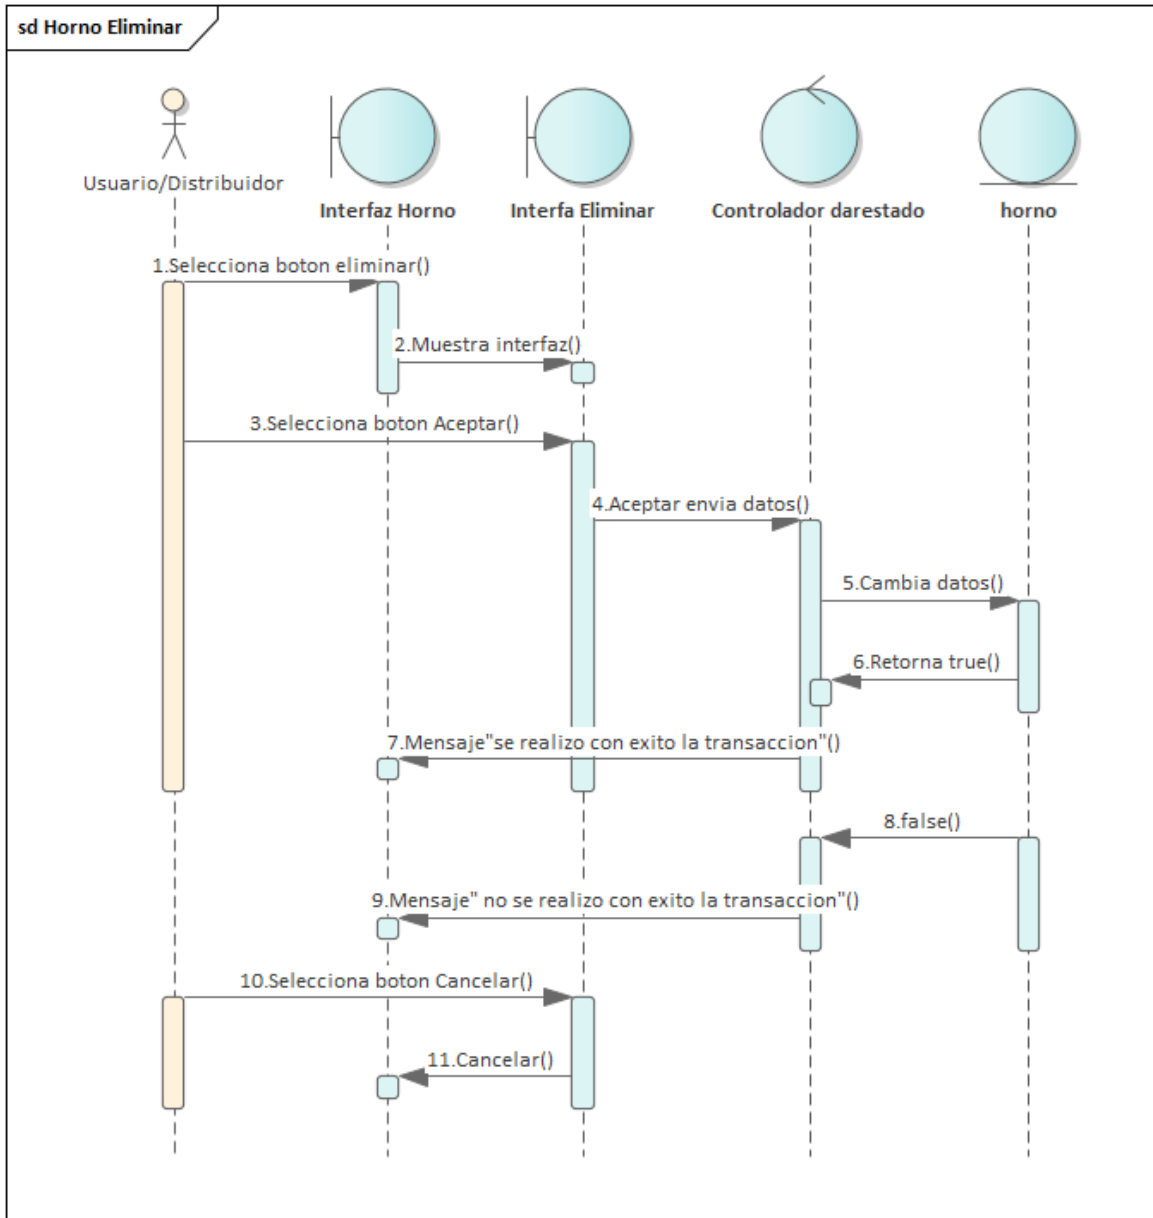 sd Horno Eliminar
Usuario/Distribuidor
Interfaz Horno
Interfa Eliminar
Controlador darestado
horno
1.Selecciona boton eliminar()
2.Muestra interfaz()
3.Selecciona boton Aceptar()
4.Aceptar envia datos()
5.Cambia datos()
6.Retorna true()
7.Mensaje"se realizo con exito la transaccion"()
8.false()
9.Mensaje" no se realizo con exito la transaccion"()
10.Selecciona boton Cancelar()
11.Cancelar()